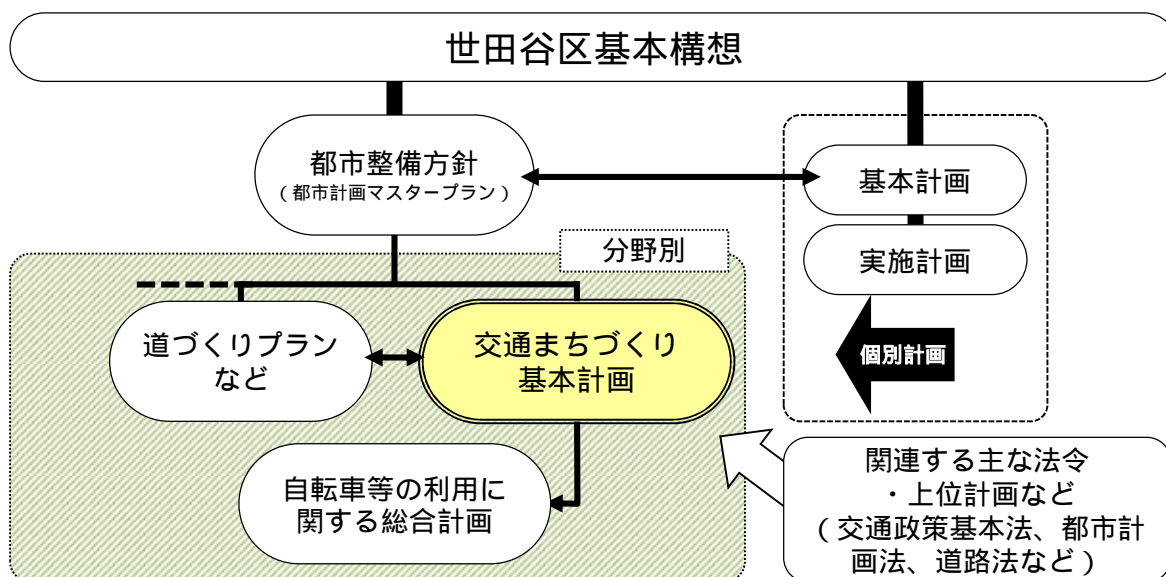 世田谷区基本構想
都市整備方針
（都市計画マスタープラン）
基本計画
実施計画
分野別
道づくりプラン
など
交通まちづくり
基本計画
個別計画
自転車等の利用に
関する総合計画
関連する主な法令
・上位計画など
（交通政策基本法、都市計
画法、道路法など）